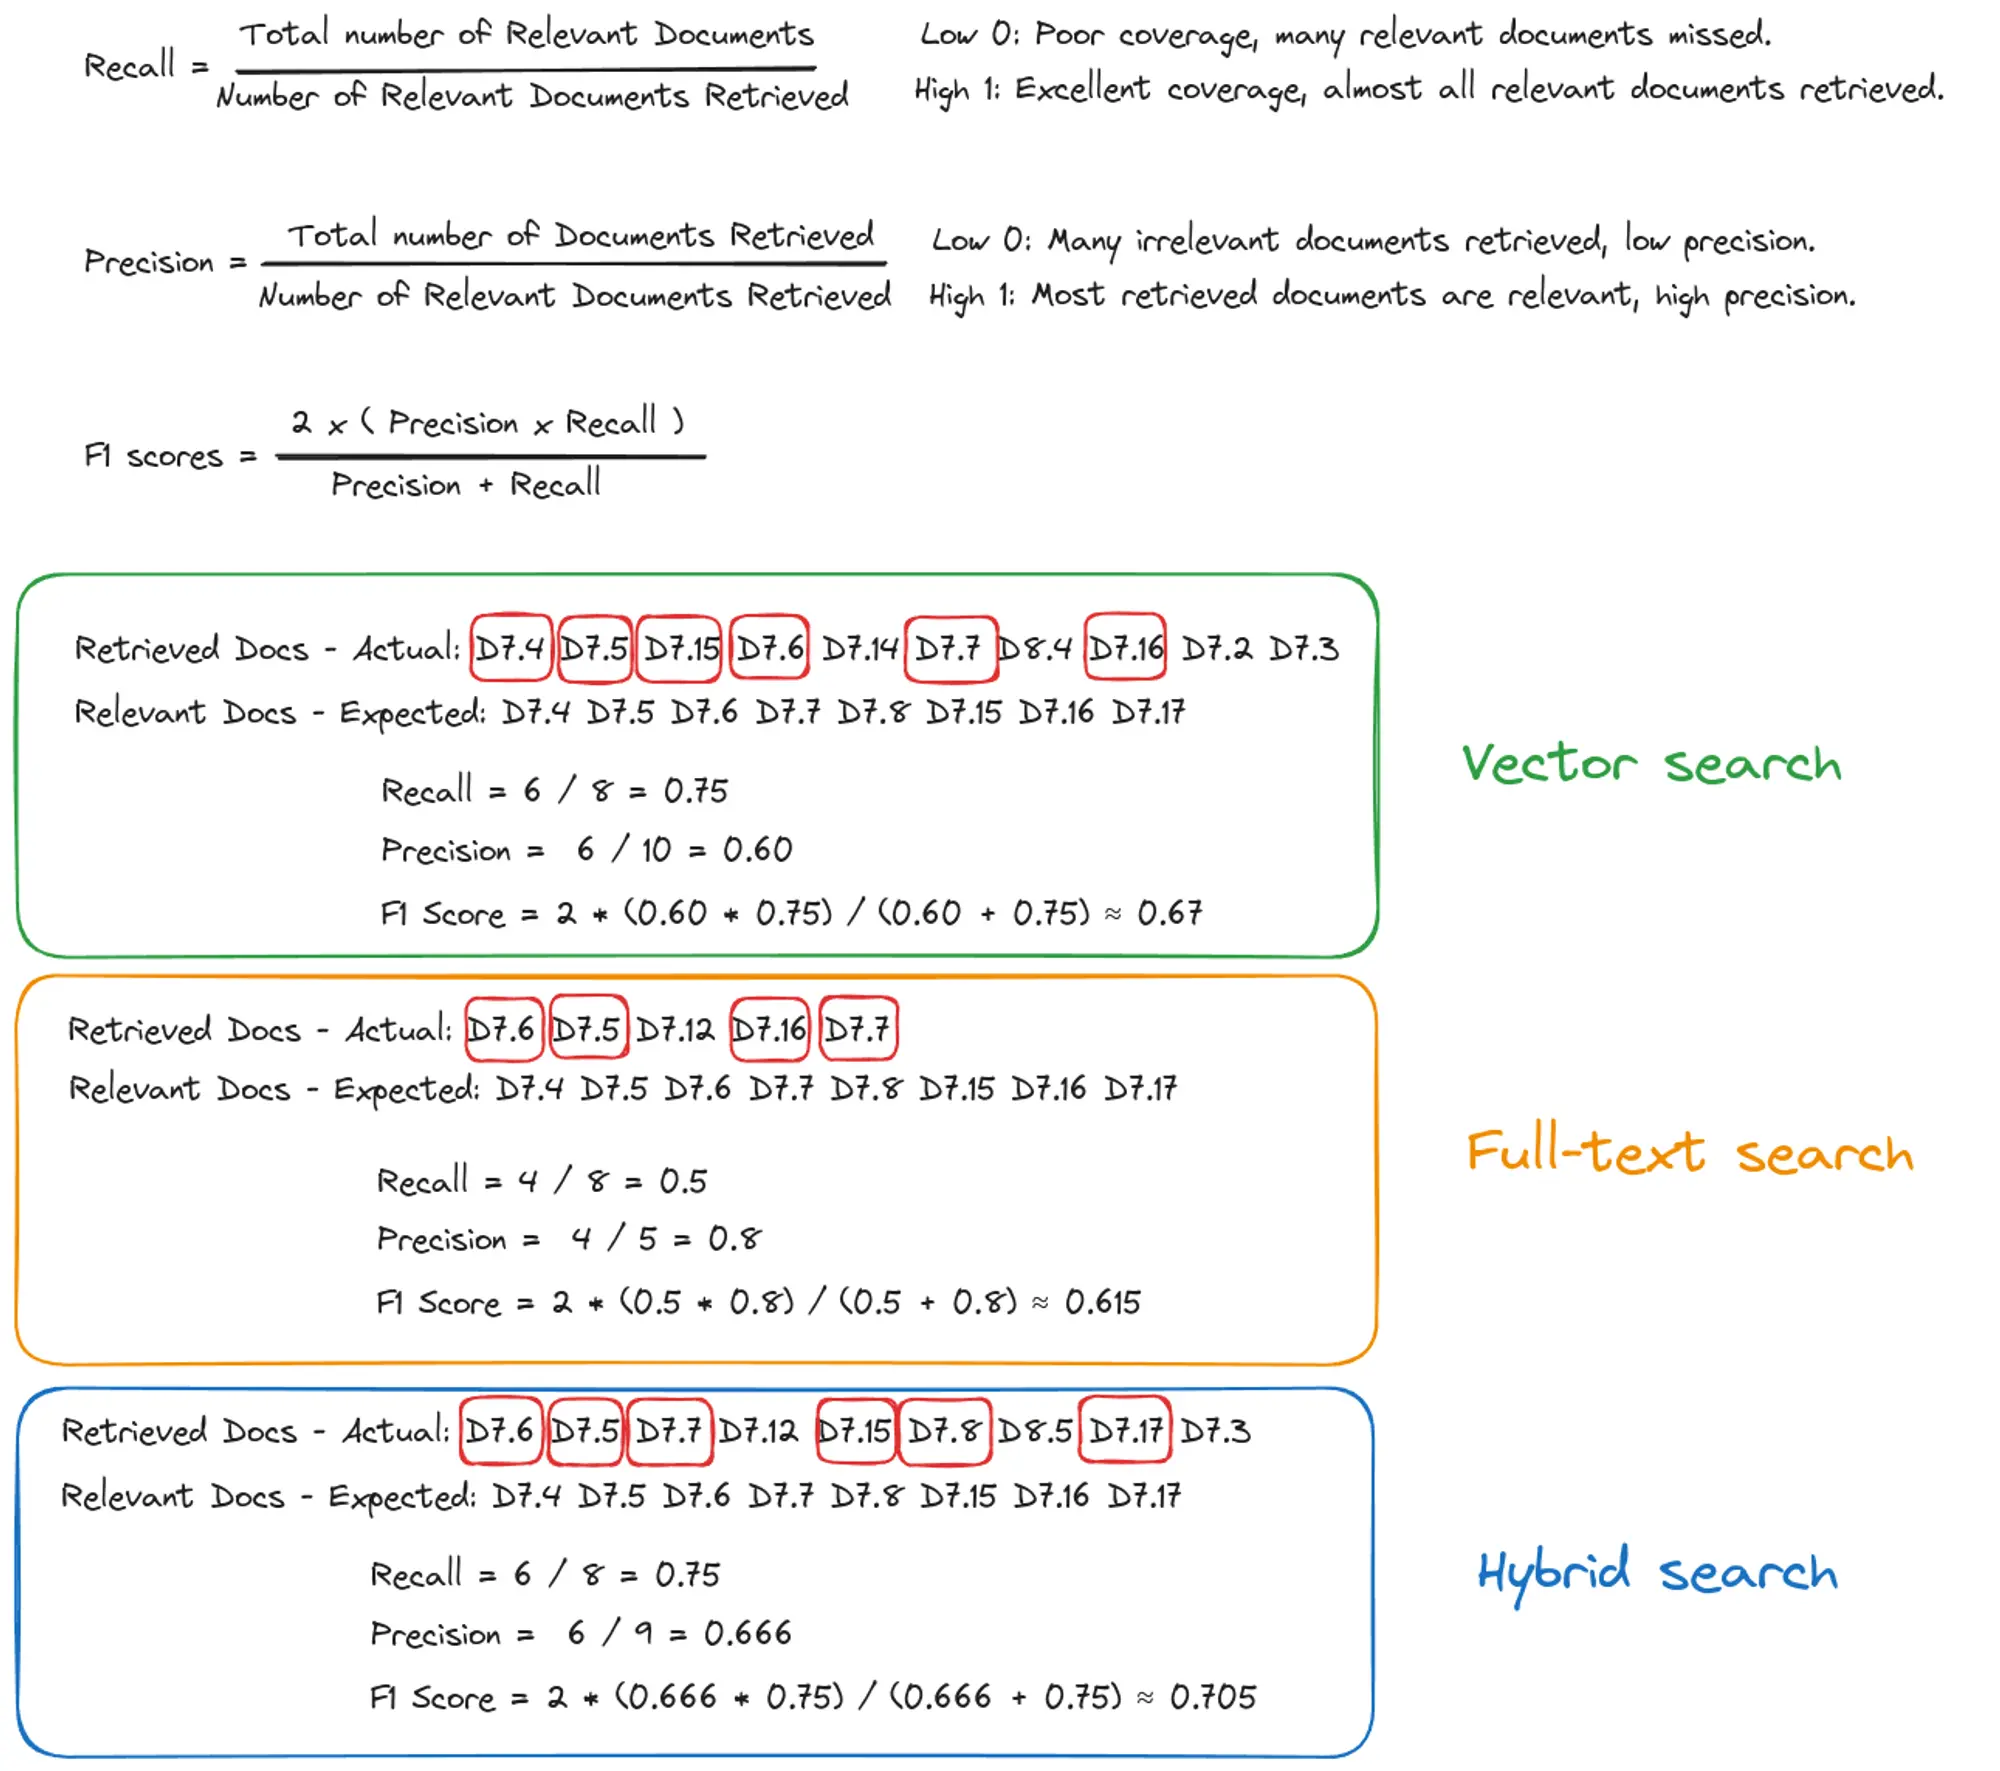 Recall =
Total number of Relevant Documents
Number of Relevant Documents Retrieved
Low 0: Poor coverage, many relevant documents missed.
High 1: Excellent coverage, almost all relevant documents retrieved.
Precision =
Total number of Documents Retrieved
Number of Relevant Documents Retrieved
Low 0: Many irrelevant documents retrieved, low precision.
High 1: Most retrieved documents are relevant, high precision.
F1 scores =
2 x ( Precision x Recall )
Precision + Recall
Retrieved Docs - Actual: D7.4 D7.5 D7.15 D7.6 D7.14 D7.7 D8.4 D7.16 D7.2 D7.3
Relevant Docs - Expected: D7.4 D7.5 D7.6 D7.7 D7.8 D7.15 D7.16 D7.17
Recall = 6 / 8 = 0.75
Precision = 6 / 10 = 0.60
F1 Score = 2 * (0.60 * 0.75) / (0.60 + 0.75) ≈ 0.67
Vector search
Retrieved Docs - Actual: D7.6 D7.5 D7.12 D7.16 D7.7
Relevant Docs - Expected: D7.4 D7.5 D7.6 D7.7 D7.8 D7.15 D7.16 D7.17
Recall = 4 / 8 = 0.5
Precision = 4 / 5 = 0.8
F1 Score = 2 * (0.5 * 0.8) / (0.5 + 0.8) ≈ 0.615
Full-text search
Retrieved Docs - Actual: D7.6 D7.5 D7.7 D7.12 D7.15 D7.8 D8.5 D7.17 D7.3
Relevant Docs - Expected: D7.4 D7.5 D7.6 D7.7 D7.8 D7.15 D7.16 D7.17
Recall = 6 / 8 = 0.75
Precision = 6 / 9 = 0.666
F1 Score = 2 * (0.666 * 0.75) / (0.666 + 0.75) ≈ 0.705
Hybrid search